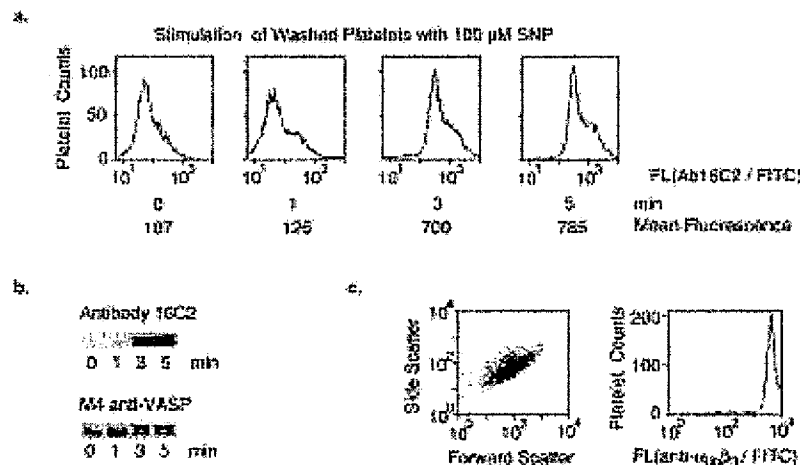 a.
Stimulation of Washed Platelets with 100 µM SNP
Platelet Counts
100
50
0
10¹ 10³ 10¹ 10³ 10¹ 10³ 10¹ 10³
FL(Ab16C2 / FITC)
0 1 3 5 min
107 125 700 785 Mean Fluorescence
b.
Antibody 16C2
0 1 3 5 min
M4 anti-VASP
0 1 3 5 min
c.
Side Scatter
10⁴
10²
10⁰ 10² 10⁴
Forward Scatter
Platelet Counts
200
100
0
10⁰ 10²